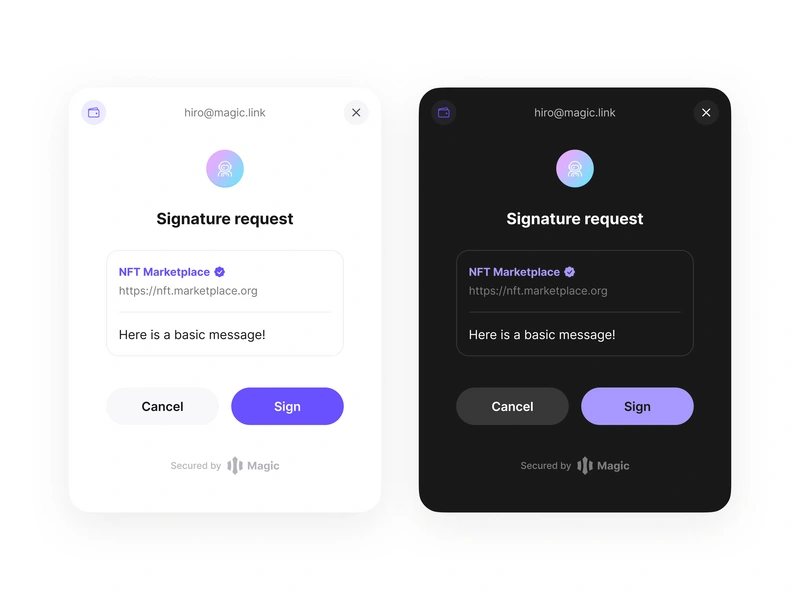 hiro@magic.link
Signature request
NFT Marketplace
https://nft.marketplace.org
Here is a basic message!
Cancel
Sign
Secured by Magic
hiro@magic.link
Signature request
NFT Marketplace
https://nft.marketplace.org
Here is a basic message!
Cancel
Sign
Secured by Magic